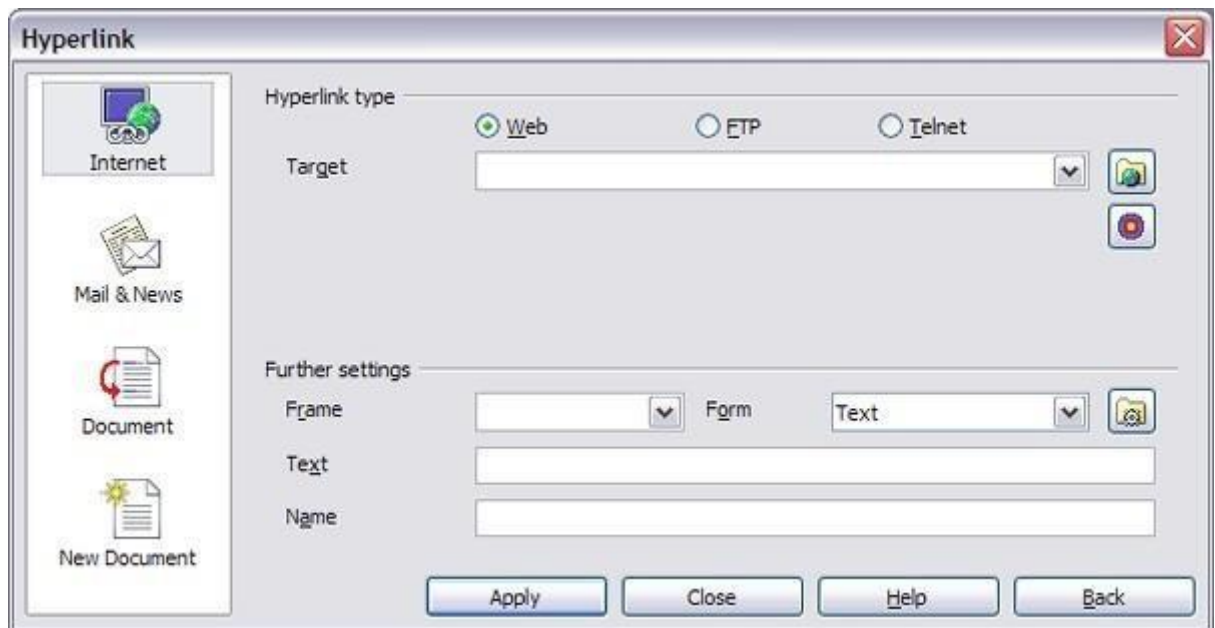 Hyperlink
Internet
Mail & News
Document
New Document
Hyperlink type
Web FTP Telnet
Target
Further settings
Frame Form Text
Text
Name
Apply Close Help Back